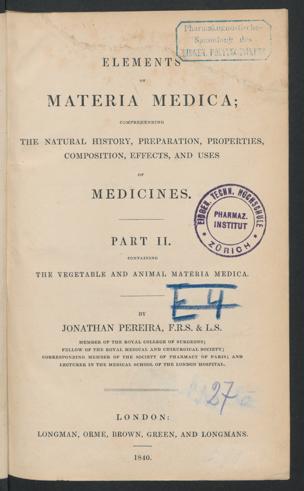 Pharmakognostische
Sammlung des
EIDGEN. POLYTECHNIKUMS
ELEMENTS
OF
MATERIA MEDICA;
COMPREHENDING
THE NATURAL HISTORY, PREPARATION, PROPERTIES,
COMPOSITION, EFFECTS, AND USES
OF
MEDICINES.
EIDGEN. TECHN. HOCHSCHULE
PHARMAZ.
INSTITUT
ZÜRICH
PART II.
CONTAINING
THE VEGETABLE AND ANIMAL MATERIA MEDICA.
E4
BY
JONATHAN PEREIRA, F.R.S. & L.S.
MEMBER OF THE ROYAL COLLEGE OF SURGEONS;
FELLOW OF THE ROYAL MEDICAL AND CHIRURGICAL SOCIETY;
CORRESPONDING MEMBER OF THE SOCIETY OF PHARMACY OF PARIS; AND
LECTURER IN THE MEDICAL SCHOOL OF THE LONDON HOSPITAL.
27
LONDON:
LONGMAN, ORME, BROWN, GREEN, AND LONGMANS.
1840.